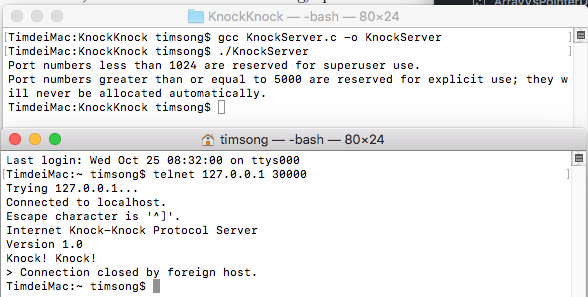 ArrayVsPointerD
KnockKnock — -bash — 80×24
[TimdeiMac:KnockKnock timsong$ gcc KnockServer.c -o KnockServer ]
[TimdeiMac:KnockKnock timsong$ ./KnockServer ]
Port numbers less than 1024 are reserved for superuser use.
Port numbers greater than or equal to 5000 are reserved for explicit use; they w
ill never be allocated automatically.
TimdeiMac:KnockKnock timsong$
timsong — -bash — 80×24
Last login: Wed Oct 25 08:32:00 on ttys000
[TimdeiMac:~ timsong$ telnet 127.0.0.1 30000 ]
Trying 127.0.0.1...
Connected to localhost.
Escape character is '^]'.
Internet Knock-Knock Protocol Server
Version 1.0
Knock! Knock!
> Connection closed by foreign host.
TimdeiMac:~ timsong$